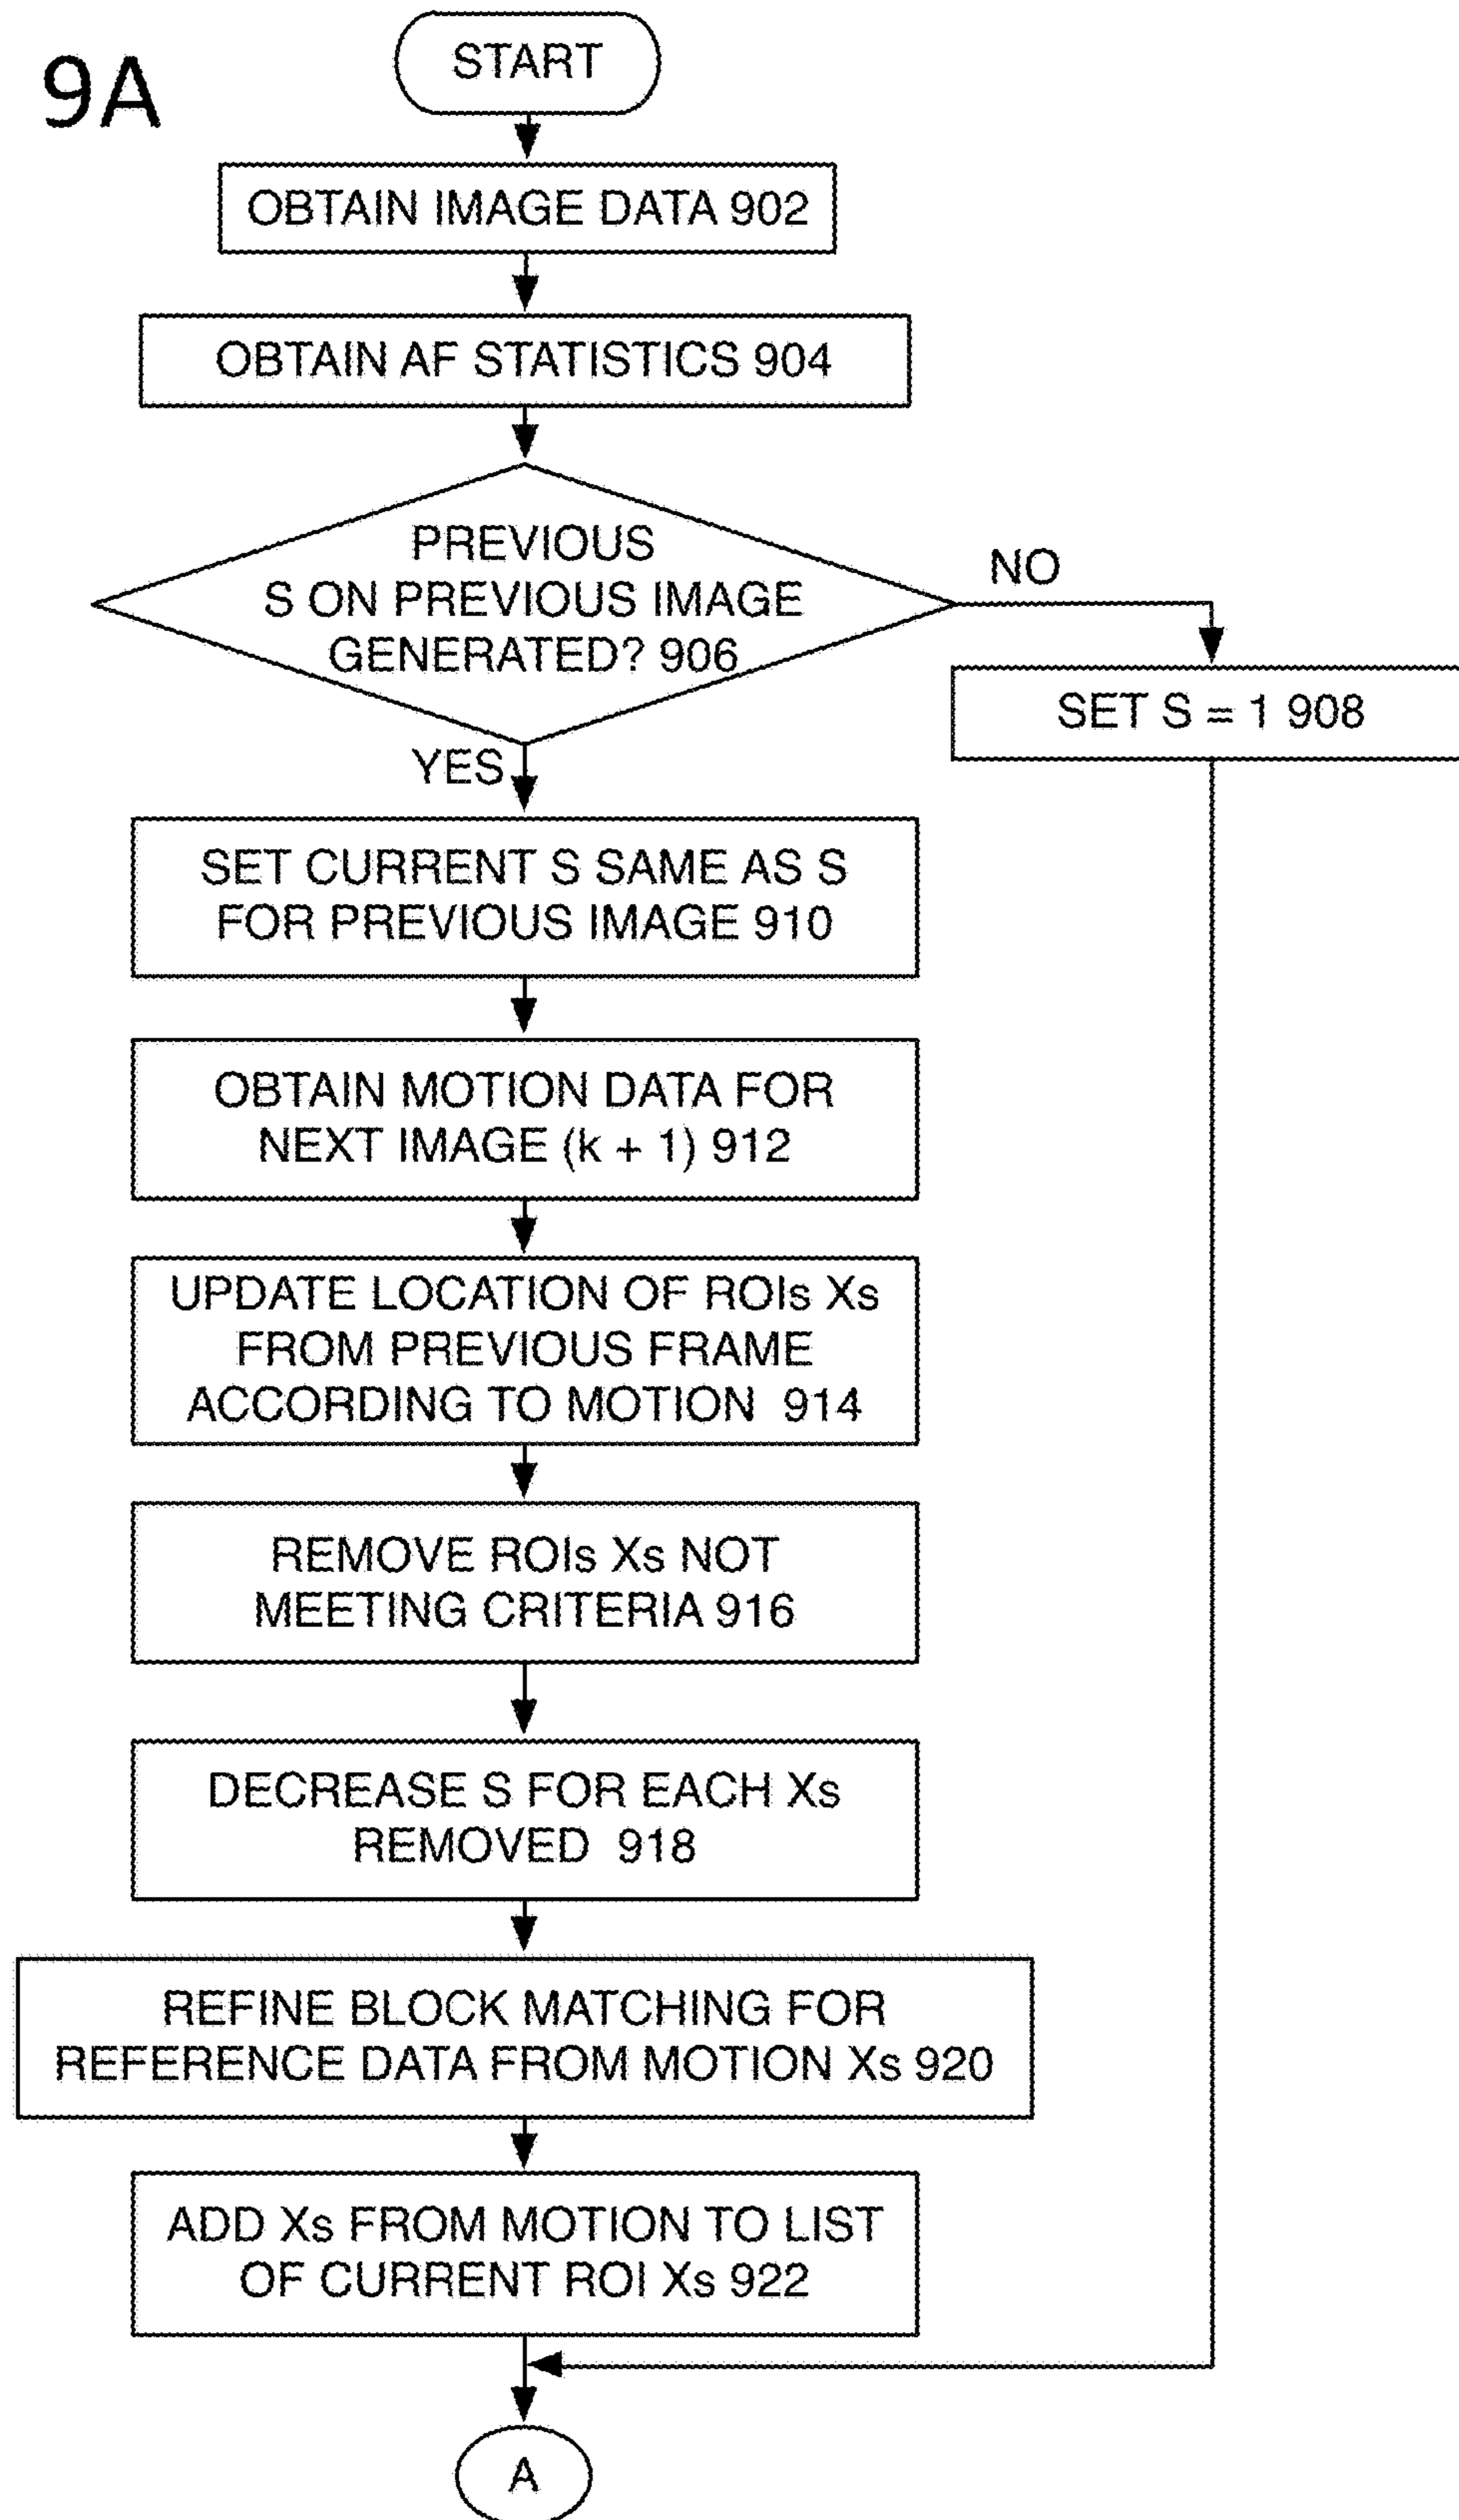 9A
START
OBTAIN IMAGE DATA 902
OBTAIN AF STATISTICS 904
PREVIOUS
S ON PREVIOUS IMAGE
GENERATED? 906
NO
SET S = 1 908
YES
SET CURRENT S SAME AS S
FOR PREVIOUS IMAGE 910
OBTAIN MOTION DATA FOR
NEXT IMAGE (k + 1) 912
UPDATE LOCATION OF ROIs Xs
FROM PREVIOUS FRAME
ACCORDING TO MOTION 914
REMOVE ROIs Xs NOT
MEETING CRITERIA 916
DECREASE S FOR EACH Xs
REMOVED 918
REFINE BLOCK MATCHING FOR
REFERENCE DATA FROM MOTION Xs 920
ADD Xs FROM MOTION TO LIST
OF CURRENT ROI Xs 922
A